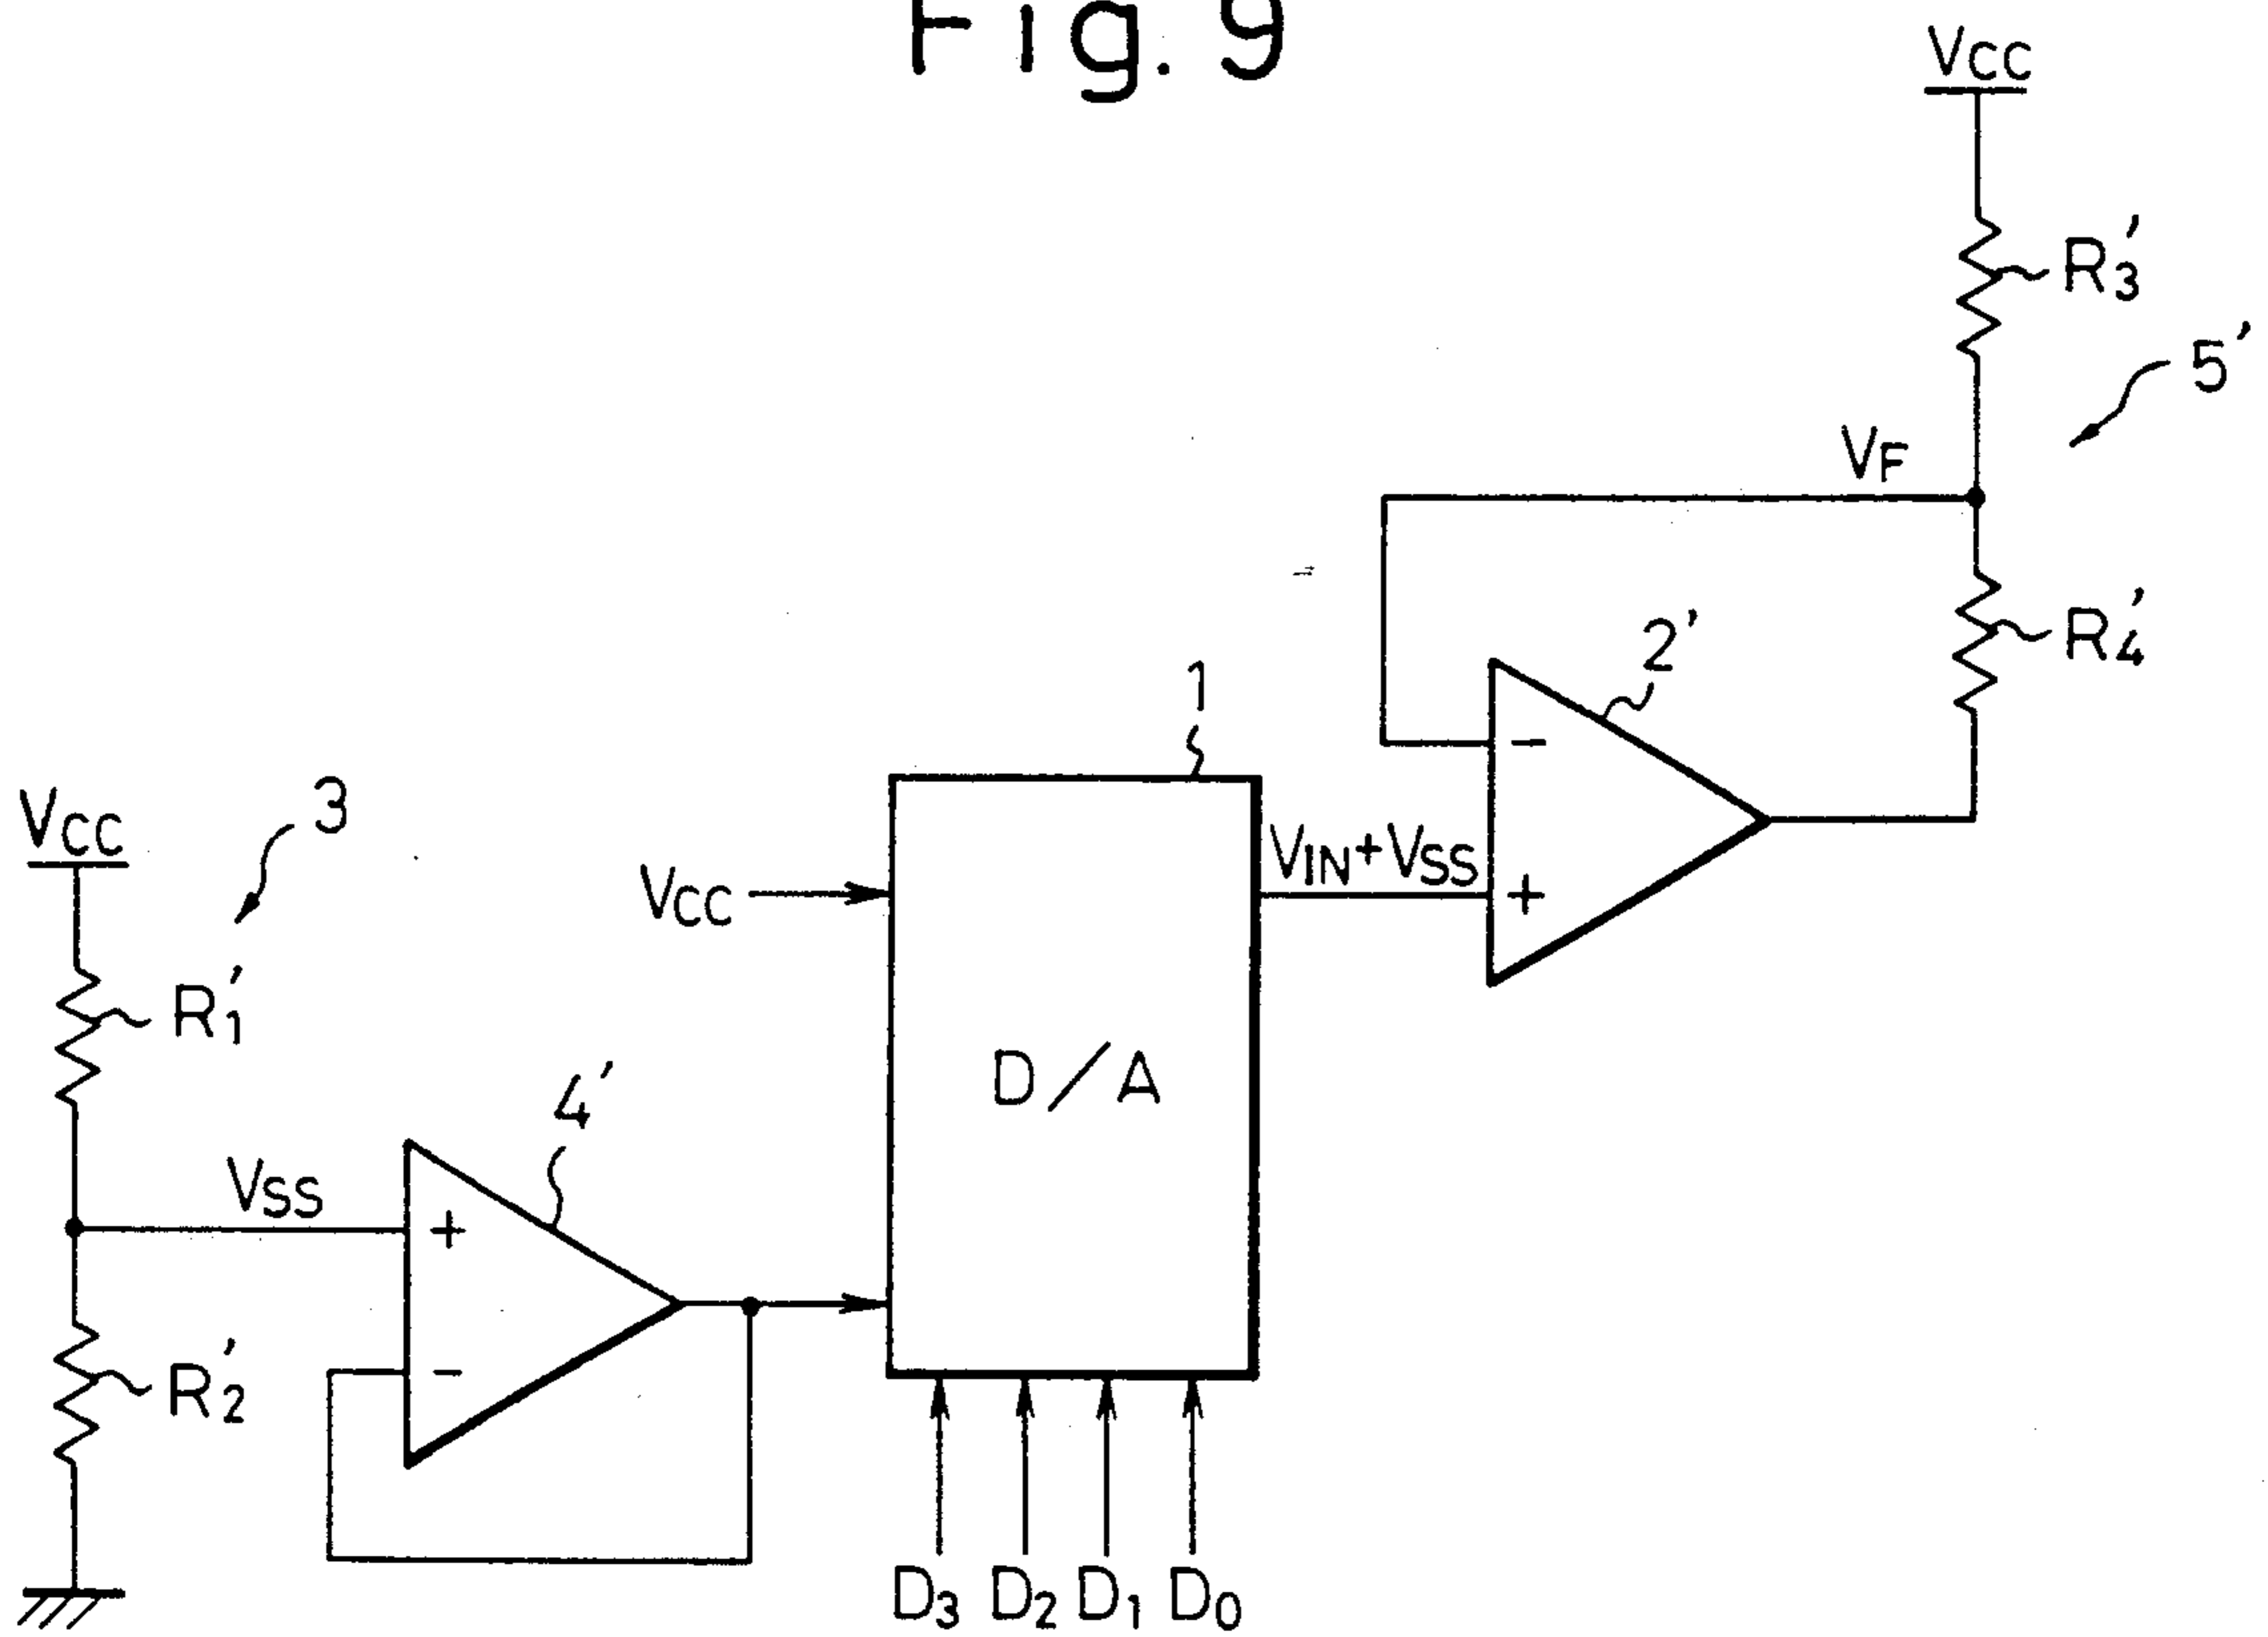 Fig. 9
VCC
R3'
5'
VF
R4'
2'
1
VCC
3
VCC
VIN+VSS
-
+
R1'
D/A
4'
VSS
+
-
R2'
D3 D2 D1 D0